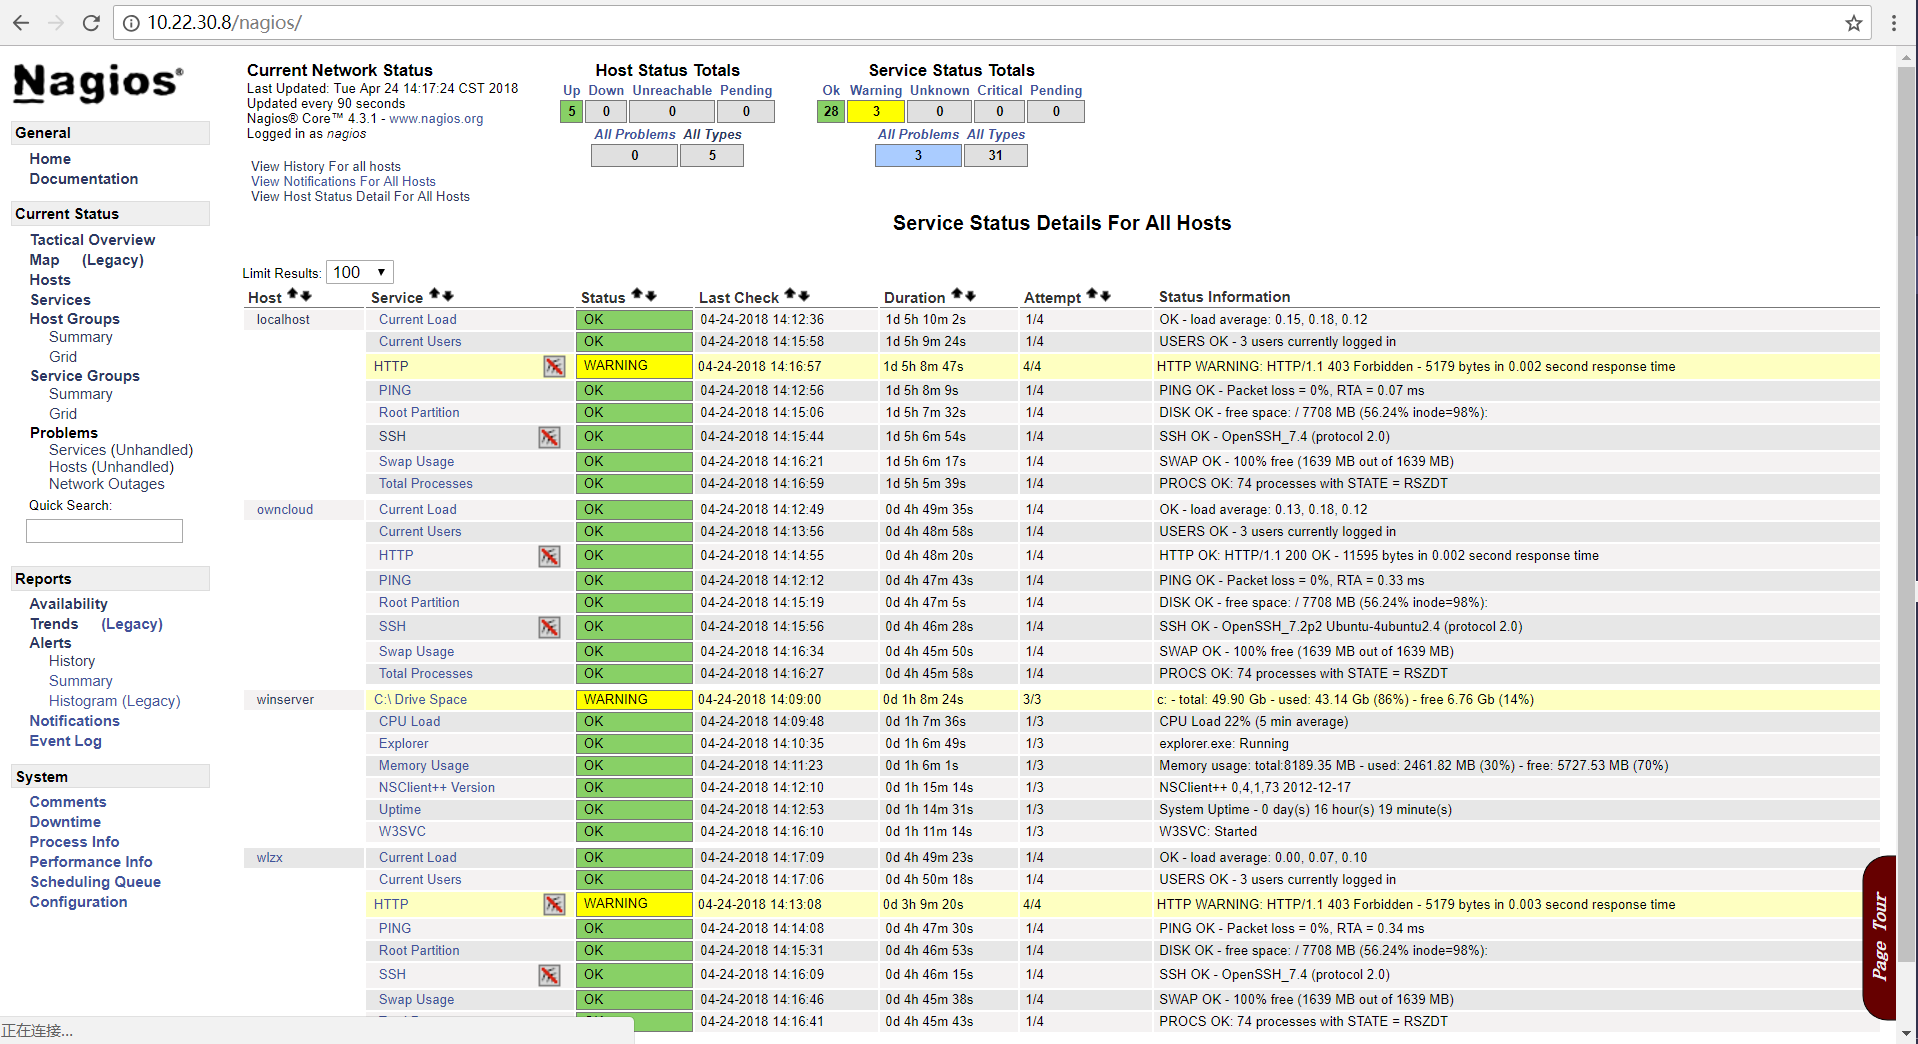 10.22.30.8/nagios/
Nagios®
General
Home
Documentation
Current Status
Tactical Overview
Map (Legacy)
Hosts
Services
Host Groups
Summary
Grid
Service Groups
Summary
Grid
Problems
Services (Unhandled)
Hosts (Unhandled)
Network Outages
Quick Search:
Reports
Availability
Trends (Legacy)
Alerts
History
Summary
Histogram (Legacy)
Notifications
Event Log
System
Comments
Downtime
Process Info
Performance Info
Scheduling Queue
Configuration
Current Network Status
Last Updated: Tue Apr 24 14:17:24 CST 2018
Updated every 90 seconds
Nagios® Core™ 4.3.1 - www.nagios.org
Logged in as nagios
View History For all hosts
View Notifications For All Hosts
View Host Status Detail For All Hosts
Host Status Totals
Up Down Unreachable Pending
5 0 0 0
All Problems All Types
0 5
Service Status Totals
Ok Warning Unknown Critical Pending
28 3 0 0 0
All Problems All Types
3 31
Service Status Details For All Hosts
Limit Results: 100
Host Service Status Last Check Duration Attempt Status Information
localhost Current Load OK 04-24-2018 14:12:36 1d 5h 10m 2s 1/4 OK - load average: 0.15, 0.18, 0.12
Current Users OK 04-24-2018 14:15:58 1d 5h 9m 24s 1/4 USERS OK - 3 users currently logged in
HTTP WARNING 04-24-2018 14:16:57 1d 5h 8m 47s 4/4 HTTP WARNING: HTTP/1.1 403 Forbidden - 5179 bytes in 0.002 second response time
PING OK 04-24-2018 14:12:56 1d 5h 8m 9s 1/4 PING OK - Packet loss = 0%, RTA = 0.07 ms
Root Partition OK 04-24-2018 14:15:06 1d 5h 7m 32s 1/4 DISK OK - free space: / 7708 MB (56.24% inode=98%):
SSH OK 04-24-2018 14:15:44 1d 5h 6m 54s 1/4 SSH OK - OpenSSH_7.4 (protocol 2.0)
Swap Usage OK 04-24-2018 14:16:21 1d 5h 6m 17s 1/4 SWAP OK - 100% free (1639 MB out of 1639 MB)
Total Processes OK 04-24-2018 14:16:59 1d 5h 5m 39s 1/4 PROCS OK: 74 processes with STATE = RSZDT
owncloud Current Load OK 04-24-2018 14:12:49 0d 4h 49m 35s 1/4 OK - load average: 0.13, 0.18, 0.12
Current Users OK 04-24-2018 14:13:56 0d 4h 48m 58s 1/4 USERS OK - 3 users currently logged in
HTTP OK 04-24-2018 14:14:55 0d 4h 48m 20s 1/4 HTTP OK: HTTP/1.1 200 OK - 11595 bytes in 0.002 second response time
PING OK 04-24-2018 14:12:12 0d 4h 47m 43s 1/4 PING OK - Packet loss = 0%, RTA = 0.33 ms
Root Partition OK 04-24-2018 14:15:19 0d 4h 47m 5s 1/4 DISK OK - free space: / 7708 MB (56.24% inode=98%):
SSH OK 04-24-2018 14:15:56 0d 4h 46m 28s 1/4 SSH OK - OpenSSH_7.2p2 Ubuntu-4ubuntu2.4 (protocol 2.0)
Swap Usage OK 04-24-2018 14:16:34 0d 4h 45m 50s 1/4 SWAP OK - 100% free (1639 MB out of 1639 MB)
Total Processes OK 04-24-2018 14:16:27 0d 4h 45m 58s 1/4 PROCS OK: 74 processes with STATE = RSZDT
winserver C:\ Drive Space WARNING 04-24-2018 14:09:00 0d 1h 8m 24s 3/3 c: - total: 49.90 Gb - used: 43.14 Gb (86%) - free 6.76 Gb (14%)
CPU Load OK 04-24-2018 14:09:48 0d 1h 7m 36s 1/3 CPU Load 22% (5 min average)
Explorer OK 04-24-2018 14:10:35 0d 1h 6m 49s 1/3 explorer.exe: Running
Memory Usage OK 04-24-2018 14:11:23 0d 1h 6m 1s 1/3 Memory usage: total:8189.35 MB - used: 2461.82 MB (30%) - free: 5727.53 MB (70%)
NSClient++ Version OK 04-24-2018 14:12:10 0d 1h 15m 14s 1/3 NSClient++ 0,4,1,73 2012-12-17
Uptime OK 04-24-2018 14:12:53 0d 1h 14m 31s 1/3 System Uptime - 0 day(s) 16 hour(s) 19 minute(s)
W3SVC OK 04-24-2018 14:16:10 0d 1h 11m 14s 1/3 W3SVC: Started
wlzx Current Load OK 04-24-2018 14:17:09 0d 4h 49m 23s 1/4 OK - load average: 0.00, 0.07, 0.10
Current Users OK 04-24-2018 14:17:06 0d 4h 50m 18s 1/4 USERS OK - 3 users currently logged in
HTTP WARNING 04-24-2018 14:13:08 0d 3h 9m 20s 4/4 HTTP WARNING: HTTP/1.1 403 Forbidden - 5179 bytes in 0.003 second response time
PING OK 04-24-2018 14:14:08 0d 4h 47m 30s 1/4 PING OK - Packet loss = 0%, RTA = 0.34 ms
Root Partition OK 04-24-2018 14:15:31 0d 4h 46m 53s 1/4 DISK OK - free space: / 7708 MB (56.24% inode=98%):
SSH OK 04-24-2018 14:16:09 0d 4h 46m 15s 1/4 SSH OK - OpenSSH_7.4 (protocol 2.0)
Swap Usage OK 04-24-2018 14:16:46 0d 4h 45m 38s 1/4 SWAP OK - 100% free (1639 MB out of 1639 MB)
04-24-2018 14:16:41 0d 4h 45m 43s 1/4 PROCS OK: 74 processes with STATE = RSZDT
Page Tour
正在连接...